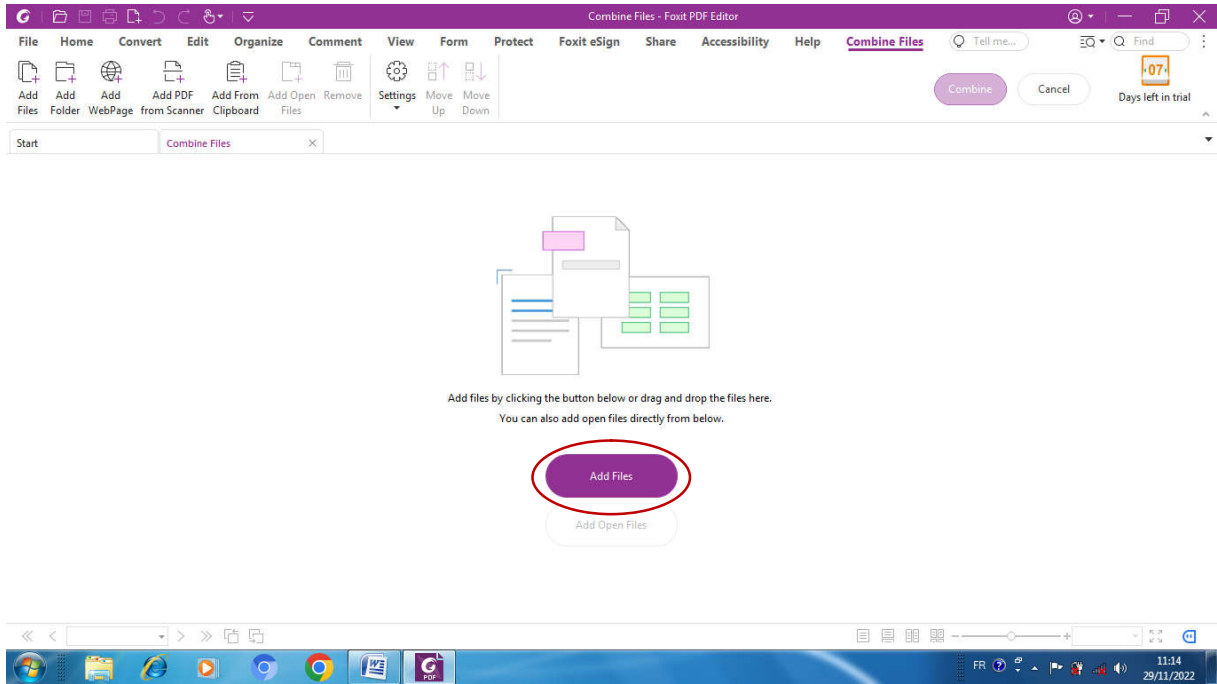 Combine Files - Foxit PDF Editor
File Home Convert Edit Organize Comment View Form Protect Foxit eSign Share Accessibility Help Combine Files Tell me... Find
Add Files
Add Folder
Add WebPage
Add PDF from Scanner
Add From Clipboard
Add Open Files
Remove
Settings
Move Up
Move Down
Combine
Cancel
07
Days left in trial
Start
Combine Files
Add files by clicking the button below or drag and drop the files here.
You can also add open files directly from below.
Add Files
Add Open Files
PDF
FR
11:14
29/11/2022